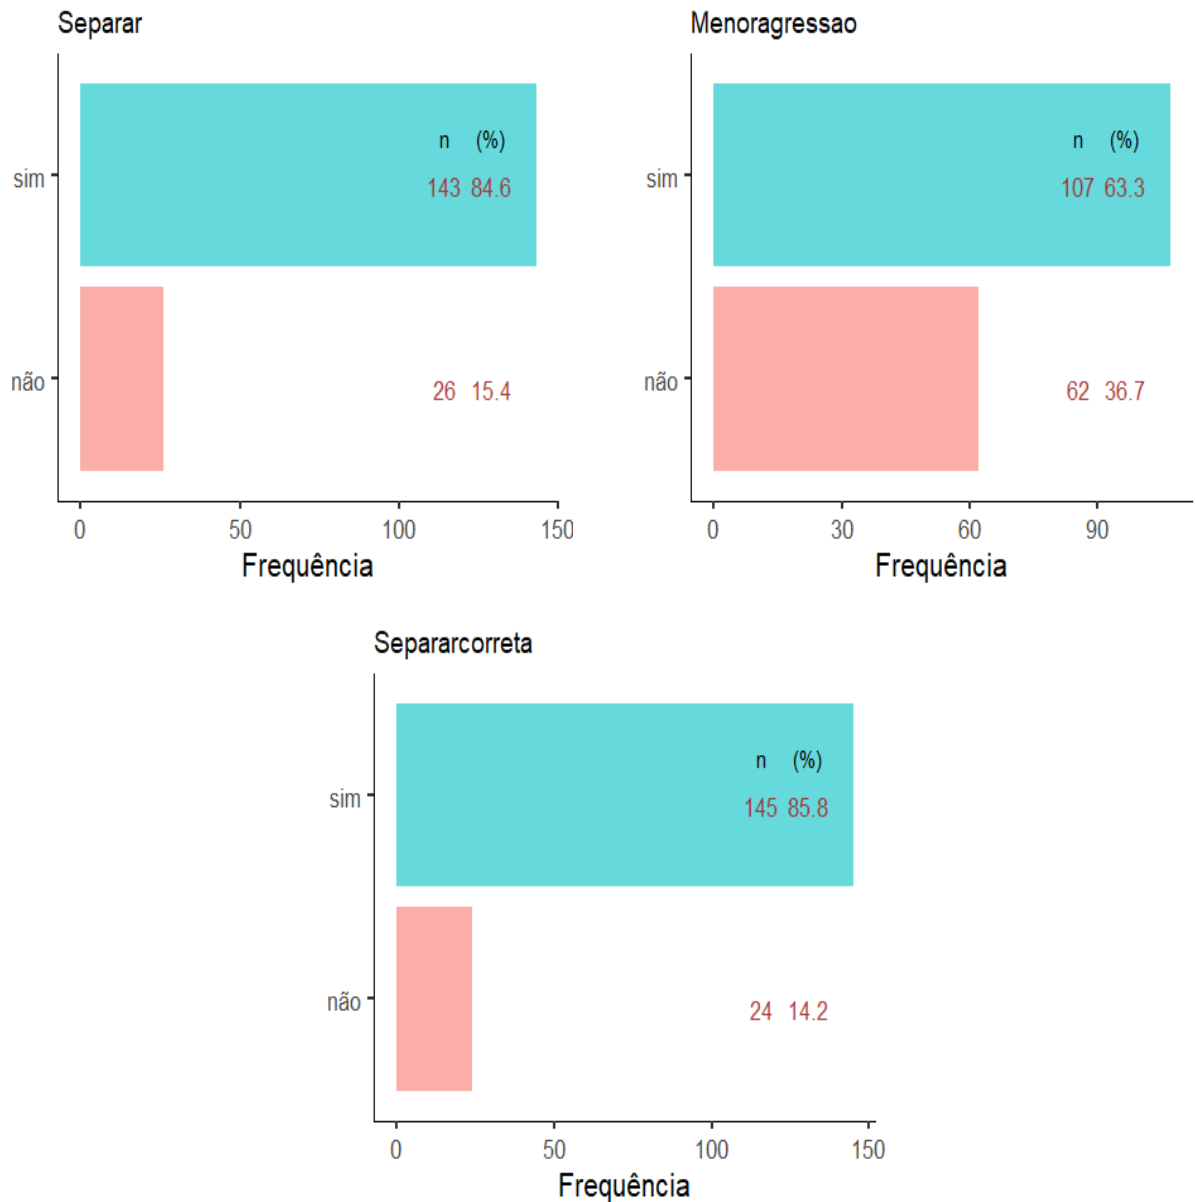 Separar
n (%)
sim
143 84.6
não
26 15.4
0 50 100 150
Frequência
Menoragressao
n (%)
sim
107 63.3
não
62 36.7
0 30 60 90
Frequência
Separarcorreta
n (%)
sim
145 85.8
não
24 14.2
0 50 100 150
Frequência